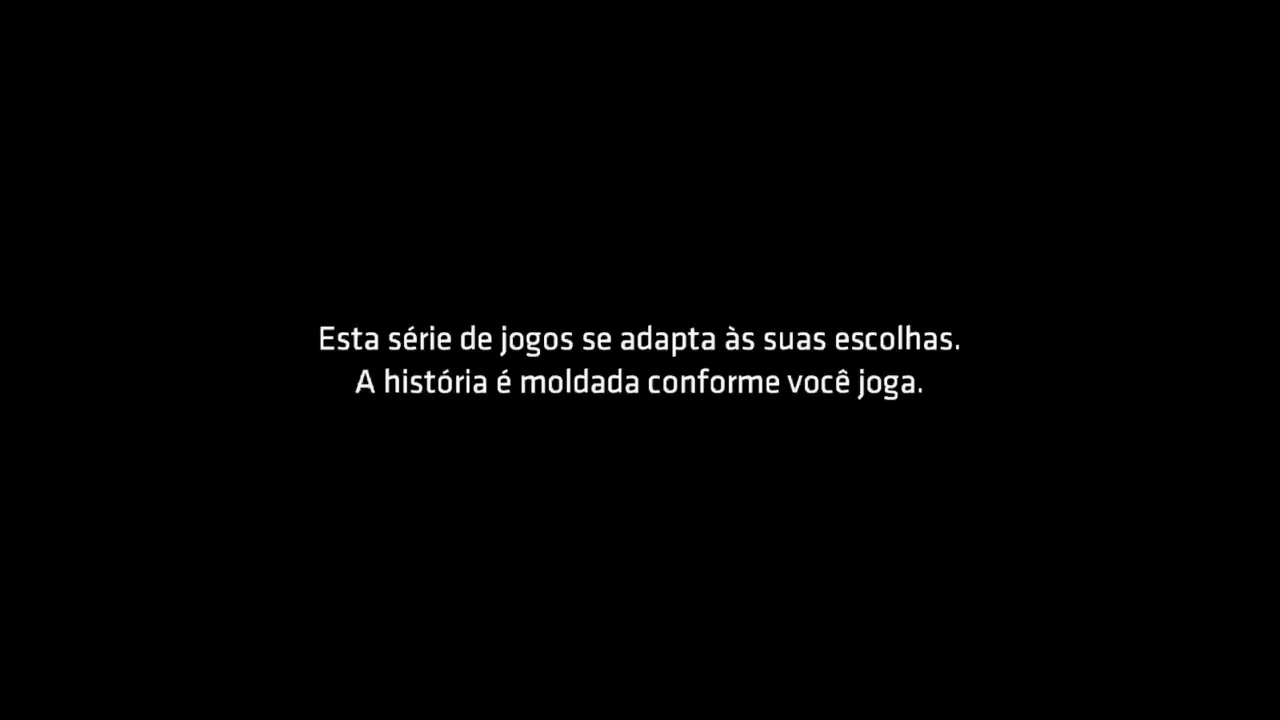 Esta série de jogos se adapta às suas escolhas.
A história é moldada conforme você joga.